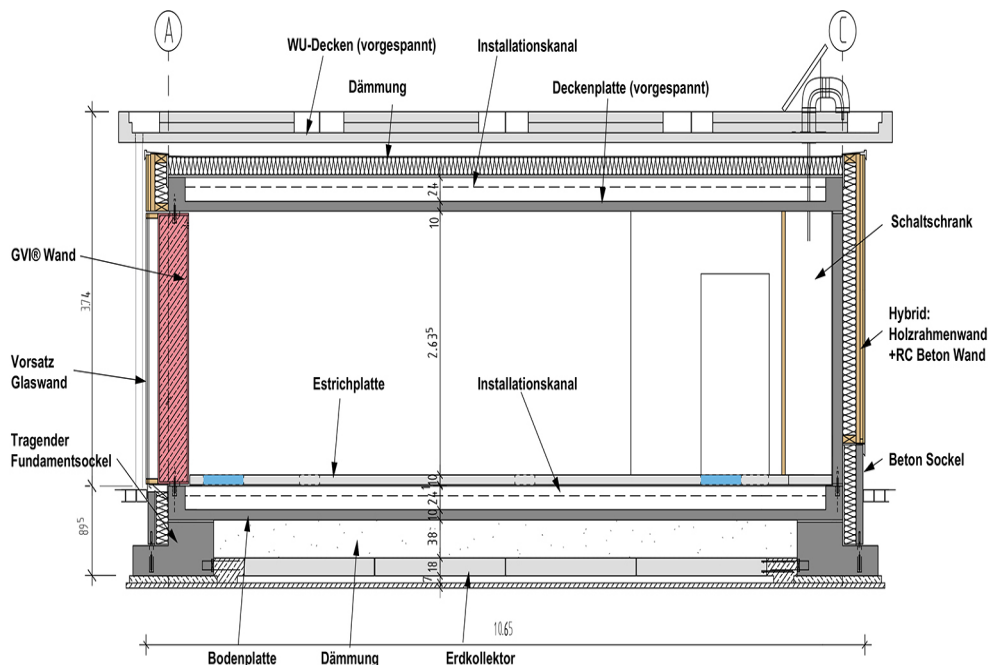 A
C
WU-Decken (vorgespannt)
Installationskanal
Dämmung
Deckenplatte (vorgespannt)
24
10
Schaltschrank
GVI® Wand
3.74
2.63⁵
Hybrid:
Holzrahmenwand
+RC Beton Wand
Vorsatz
Glaswand
Estrichplatte
Installationskanal
Tragender
Fundamentsockel
Beton Sockel
10
24
10
89⁵
38
18
7
10.65
Bodenplatte
Dämmung
Erdkollektor